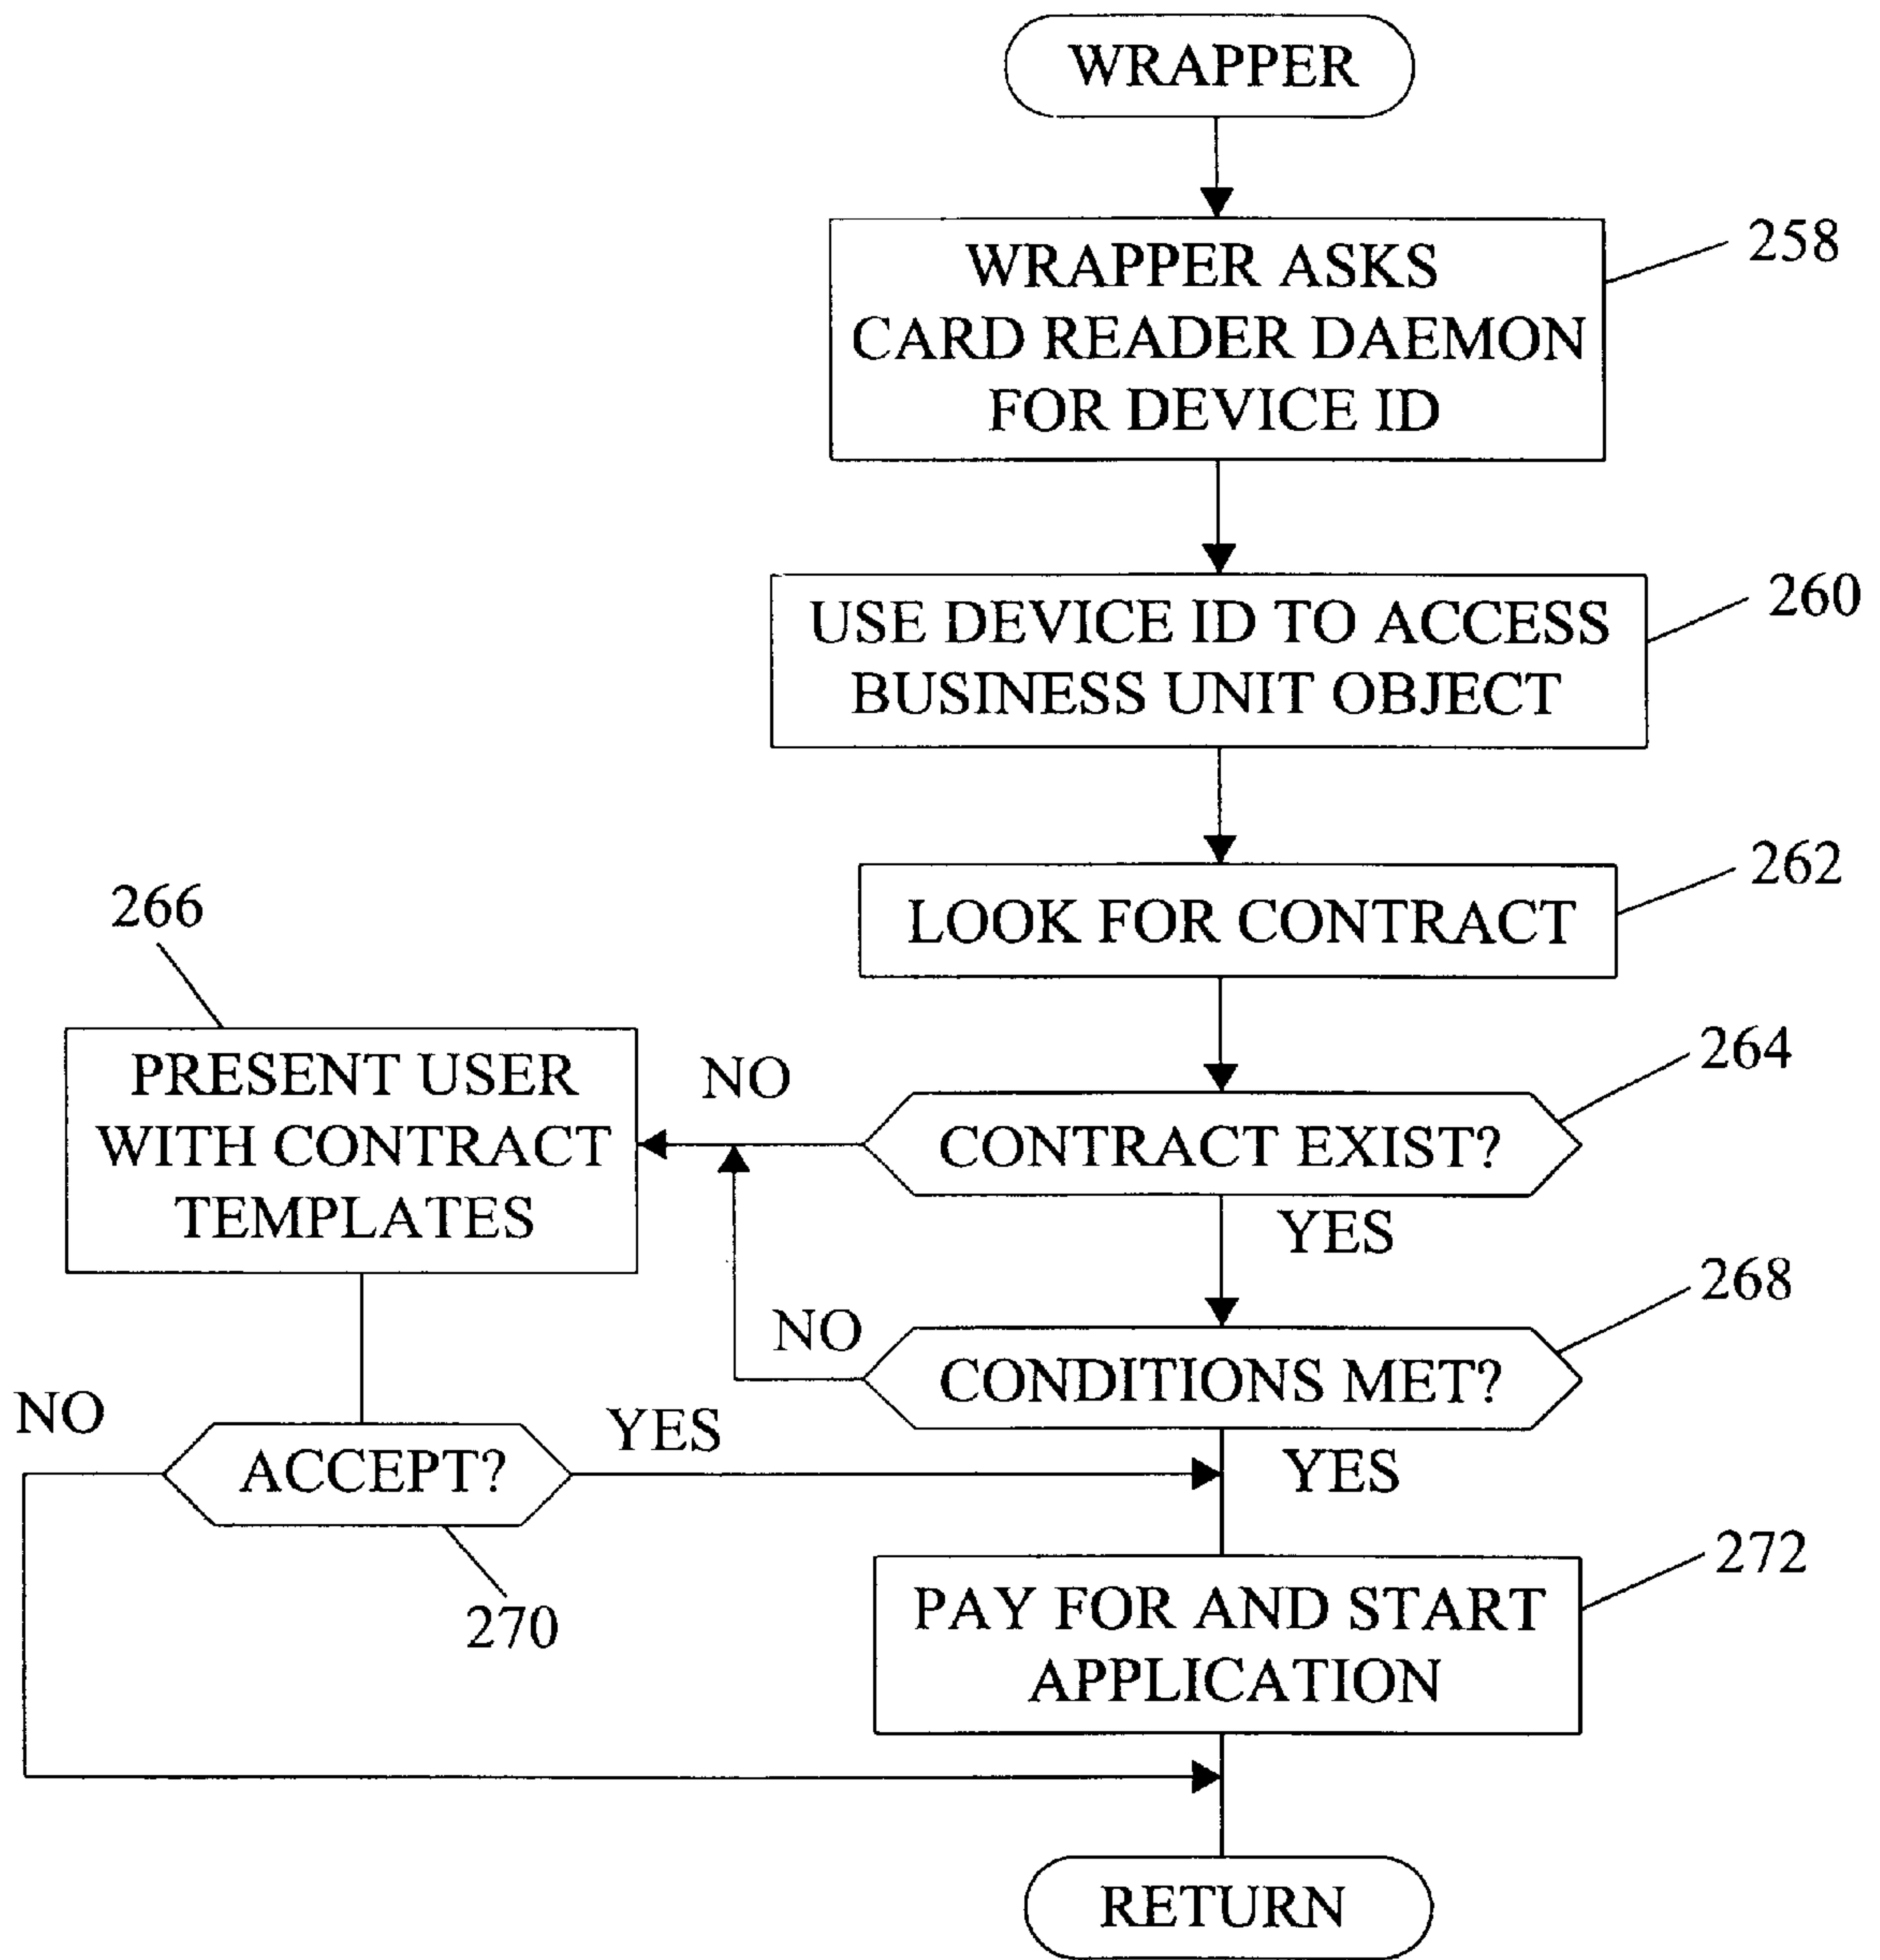 WRAPPER
WRAPPER ASKS
CARD READER DAEMON
FOR DEVICE ID
258
USE DEVICE ID TO ACCESS
BUSINESS UNIT OBJECT
260
LOOK FOR CONTRACT
262
266
PRESENT USER
WITH CONTRACT
TEMPLATES
NO
CONTRACT EXIST?
264
YES
NO
CONDITIONS MET?
268
NO
ACCEPT?
YES
YES
270
PAY FOR AND START
APPLICATION
272
RETURN